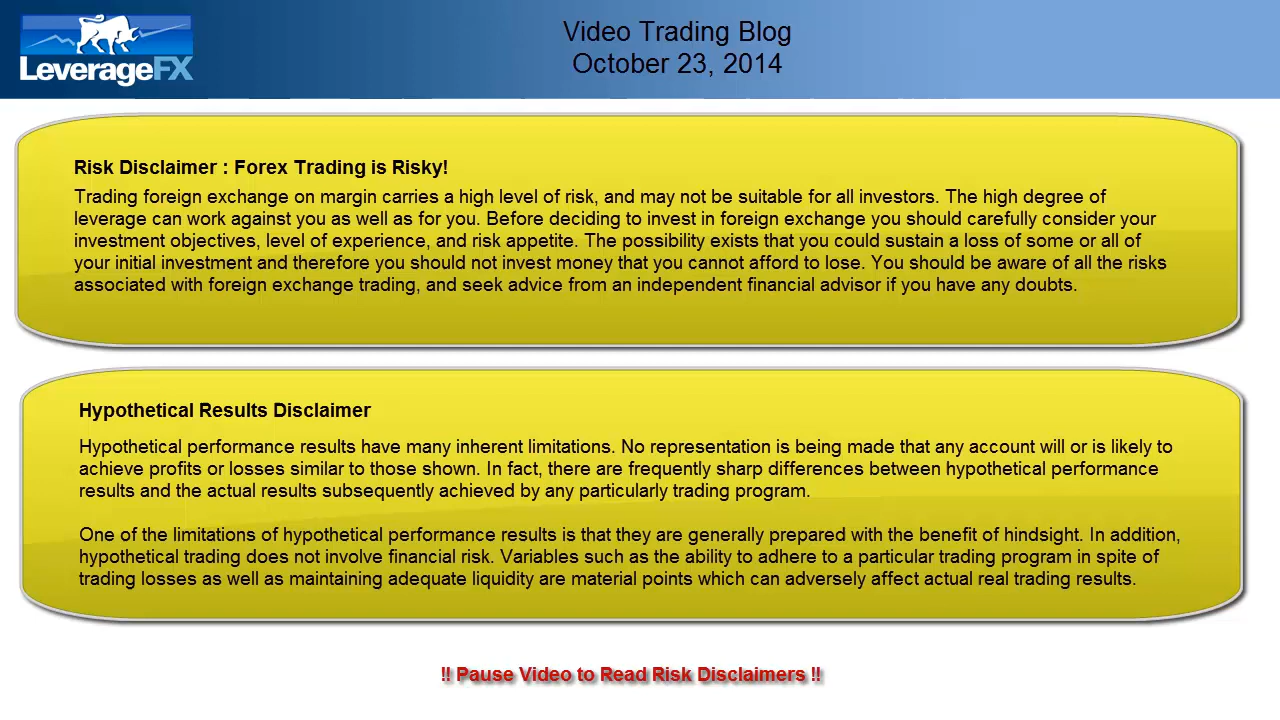 LeverageFX
Video Trading Blog
October 23, 2014
Risk Disclaimer : Forex Trading is Risky!
Trading foreign exchange on margin carries a high level of risk, and may not be suitable for all investors. The high degree of
leverage can work against you as well as for you. Before deciding to invest in foreign exchange you should carefully consider your
investment objectives, level of experience, and risk appetite. The possibility exists that you could sustain a loss of some or all of
your initial investment and therefore you should not invest money that you cannot afford to lose. You should be aware of all the risks
associated with foreign exchange trading, and seek advice from an independent financial advisor if you have any doubts.
Hypothetical Results Disclaimer
Hypothetical performance results have many inherent limitations. No representation is being made that any account will or is likely to
achieve profits or losses similar to those shown. In fact, there are frequently sharp differences between hypothetical performance
results and the actual results subsequently achieved by any particularly trading program.
One of the limitations of hypothetical performance results is that they are generally prepared with the benefit of hindsight. In addition,
hypothetical trading does not involve financial risk. Variables such as the ability to adhere to a particular trading program in spite of
trading losses as well as maintaining adequate liquidity are material points which can adversely affect actual real trading results.
!! Pause Video to Read Risk Disclaimers !!